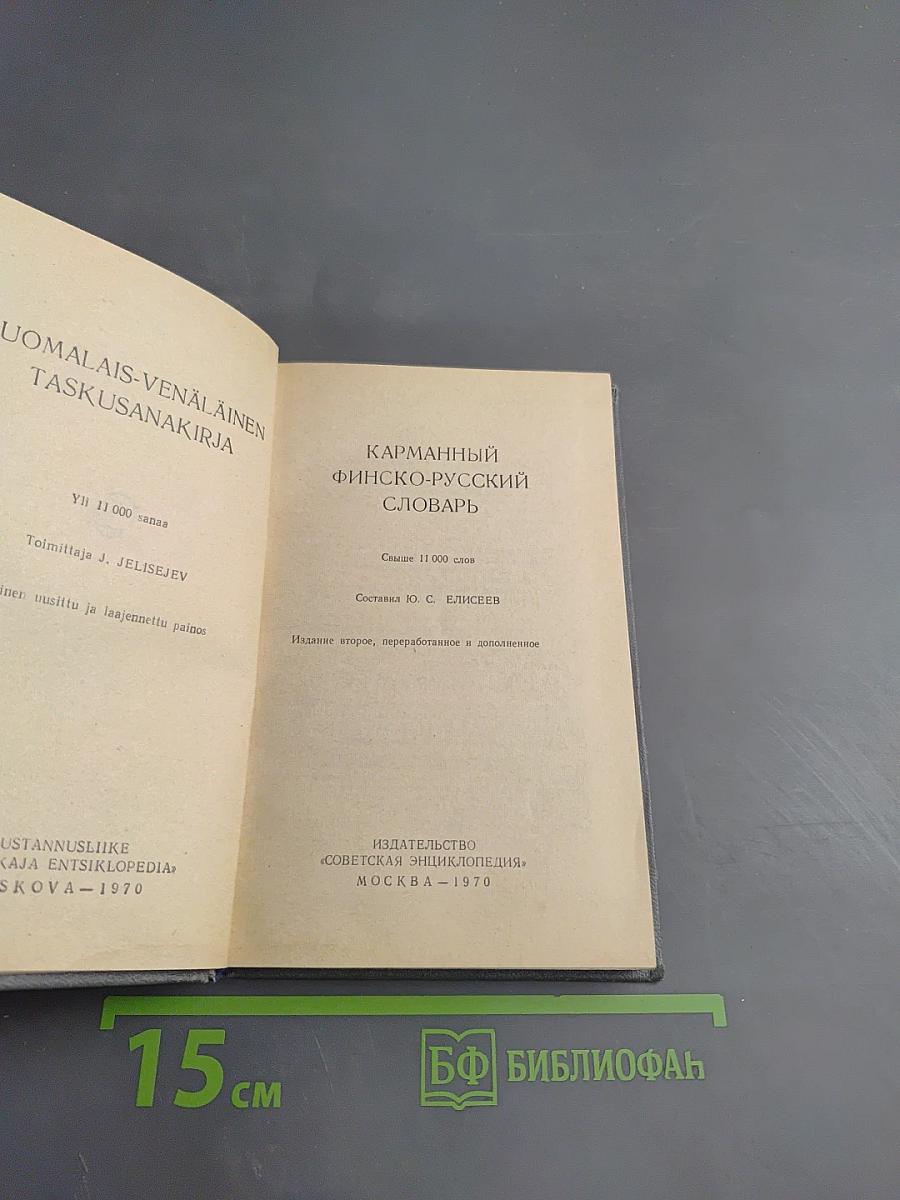 UOMALAIS-VENÄLÄINEN
TASKUSANAKIRJA
Yli 11 000 sanaa
Toimittaja J. JELISEJEV
inen uusittu ja laajennettu painos
USTANNUSLIIKE
KAJA ENTSIKLOPEDIA»
SKOVA — 1970
КАРМАННЫЙ
ФИНСКО-РУССКИЙ
СЛОВАРЬ
Свыше 11 000 слов
Составил Ю. С. ЕЛИСЕЕВ
Издание второе, переработанное и дополненное
ИЗДАТЕЛЬСТВО
«СОВЕТСКАЯ ЭНЦИКЛОПЕДИЯ»
МОСКВА — 1970
15 см
БФ БИБЛИОФАЬ